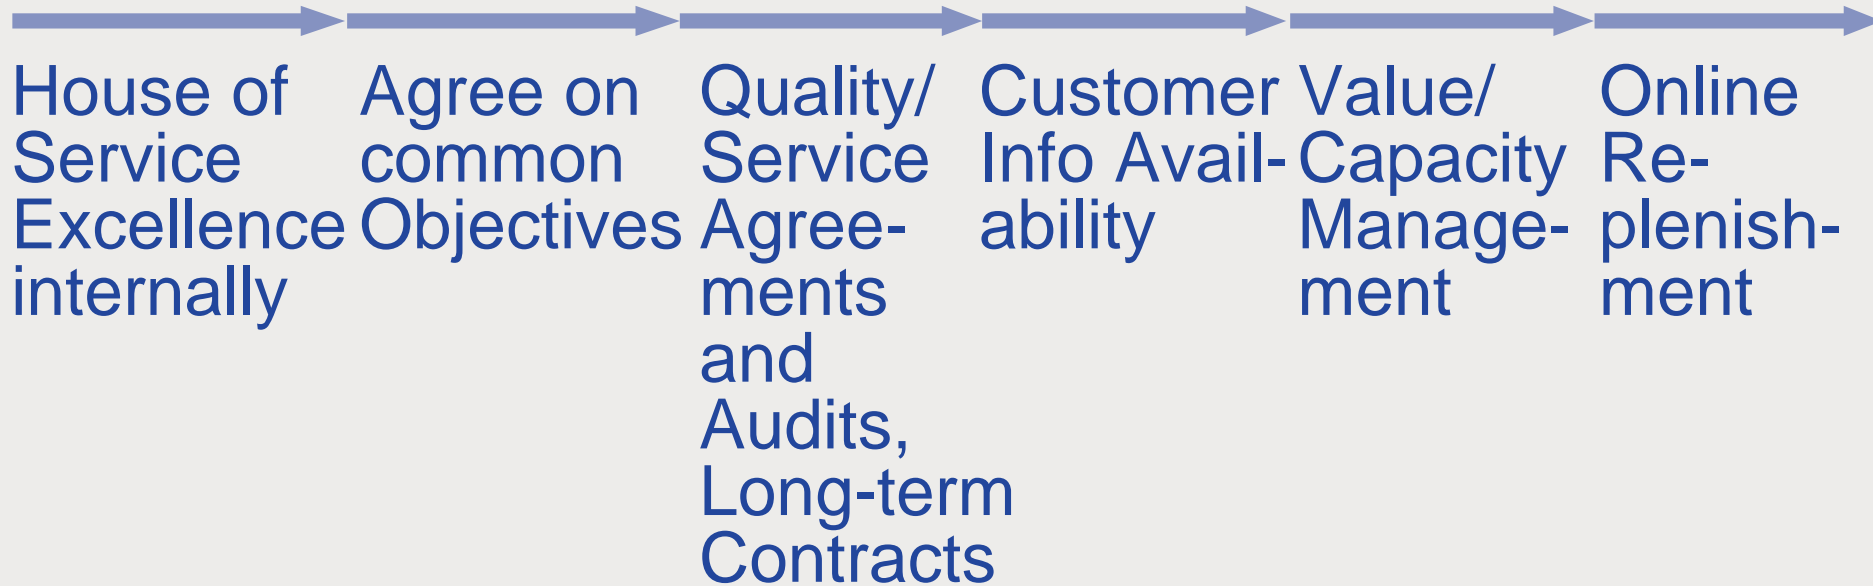 House of
Service
Excellence
internally
Agree on
common
Objectives
Quality/
Service
Agree-
ments
and
Audits,
Long-term
Contracts
Customer
Info Avail-
ability
Value/
Capacity
Manage-
ment
Online
Re-
plenish-
ment